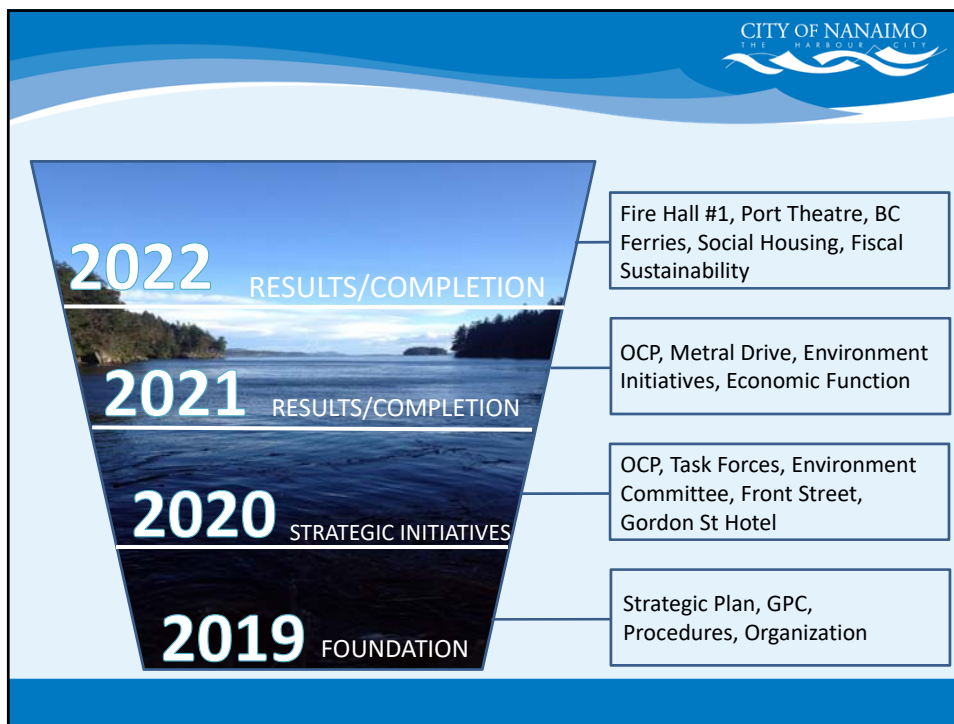 CITY OF NANAIMO
THE HARBOUR CITY
2022 RESULTS/COMPLETION
Fire Hall #1, Port Theatre, BC
Ferries, Social Housing, Fiscal
Sustainability
2021 RESULTS/COMPLETION
OCP, Metral Drive, Environment
Initiatives, Economic Function
2020 STRATEGIC INITIATIVES
OCP, Task Forces, Environment
Committee, Front Street,
Gordon St Hotel
2019 FOUNDATION
Strategic Plan, GPC,
Procedures, Organization